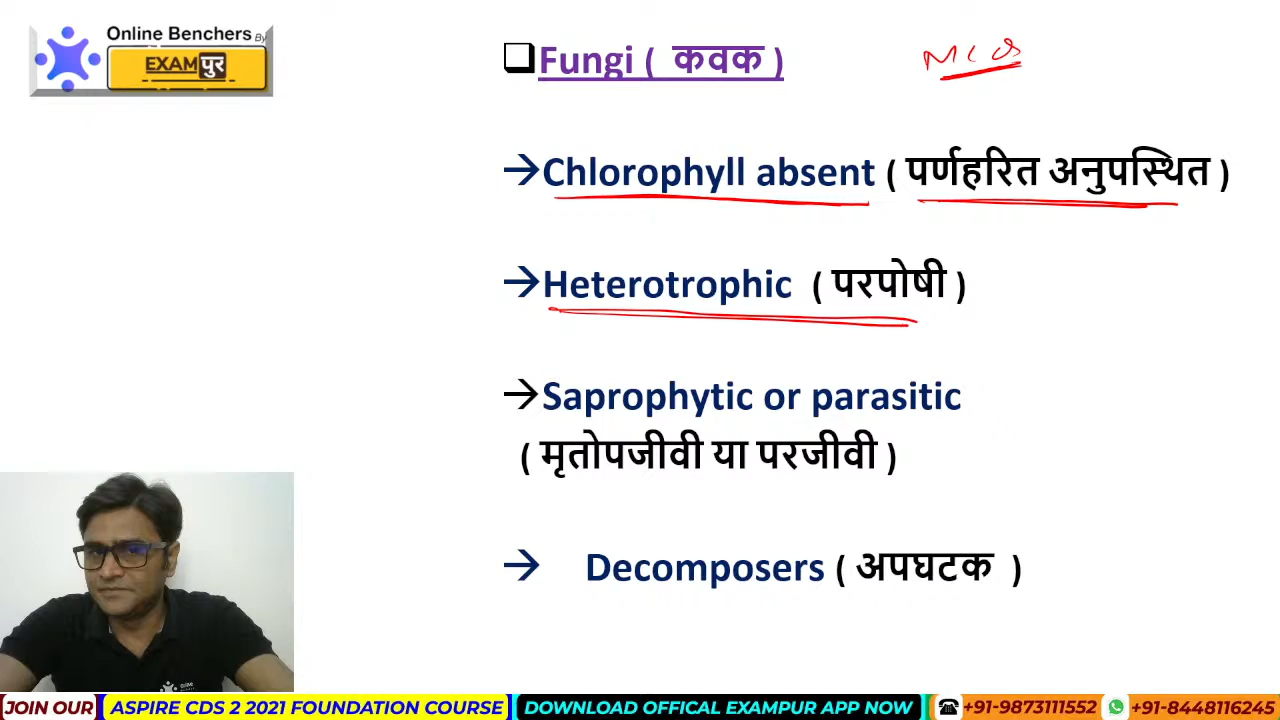 Online Benchers By
EXAMपुर
Fungi ( कवक )
MCQ
→Chlorophyll absent ( पर्णहरित अनुपस्थित )
→Heterotrophic ( परपोषी )
→Saprophytic or parasitic
( मृतोपजीवी या परजीवी )
→ Decomposers ( अपघटक )
JOIN OUR ASPIRE CDS 2 2021 FOUNDATION COURSE DOWNLOAD OFFICAL EXAMPUR APP NOW +91-9873111552 +91-8448116245